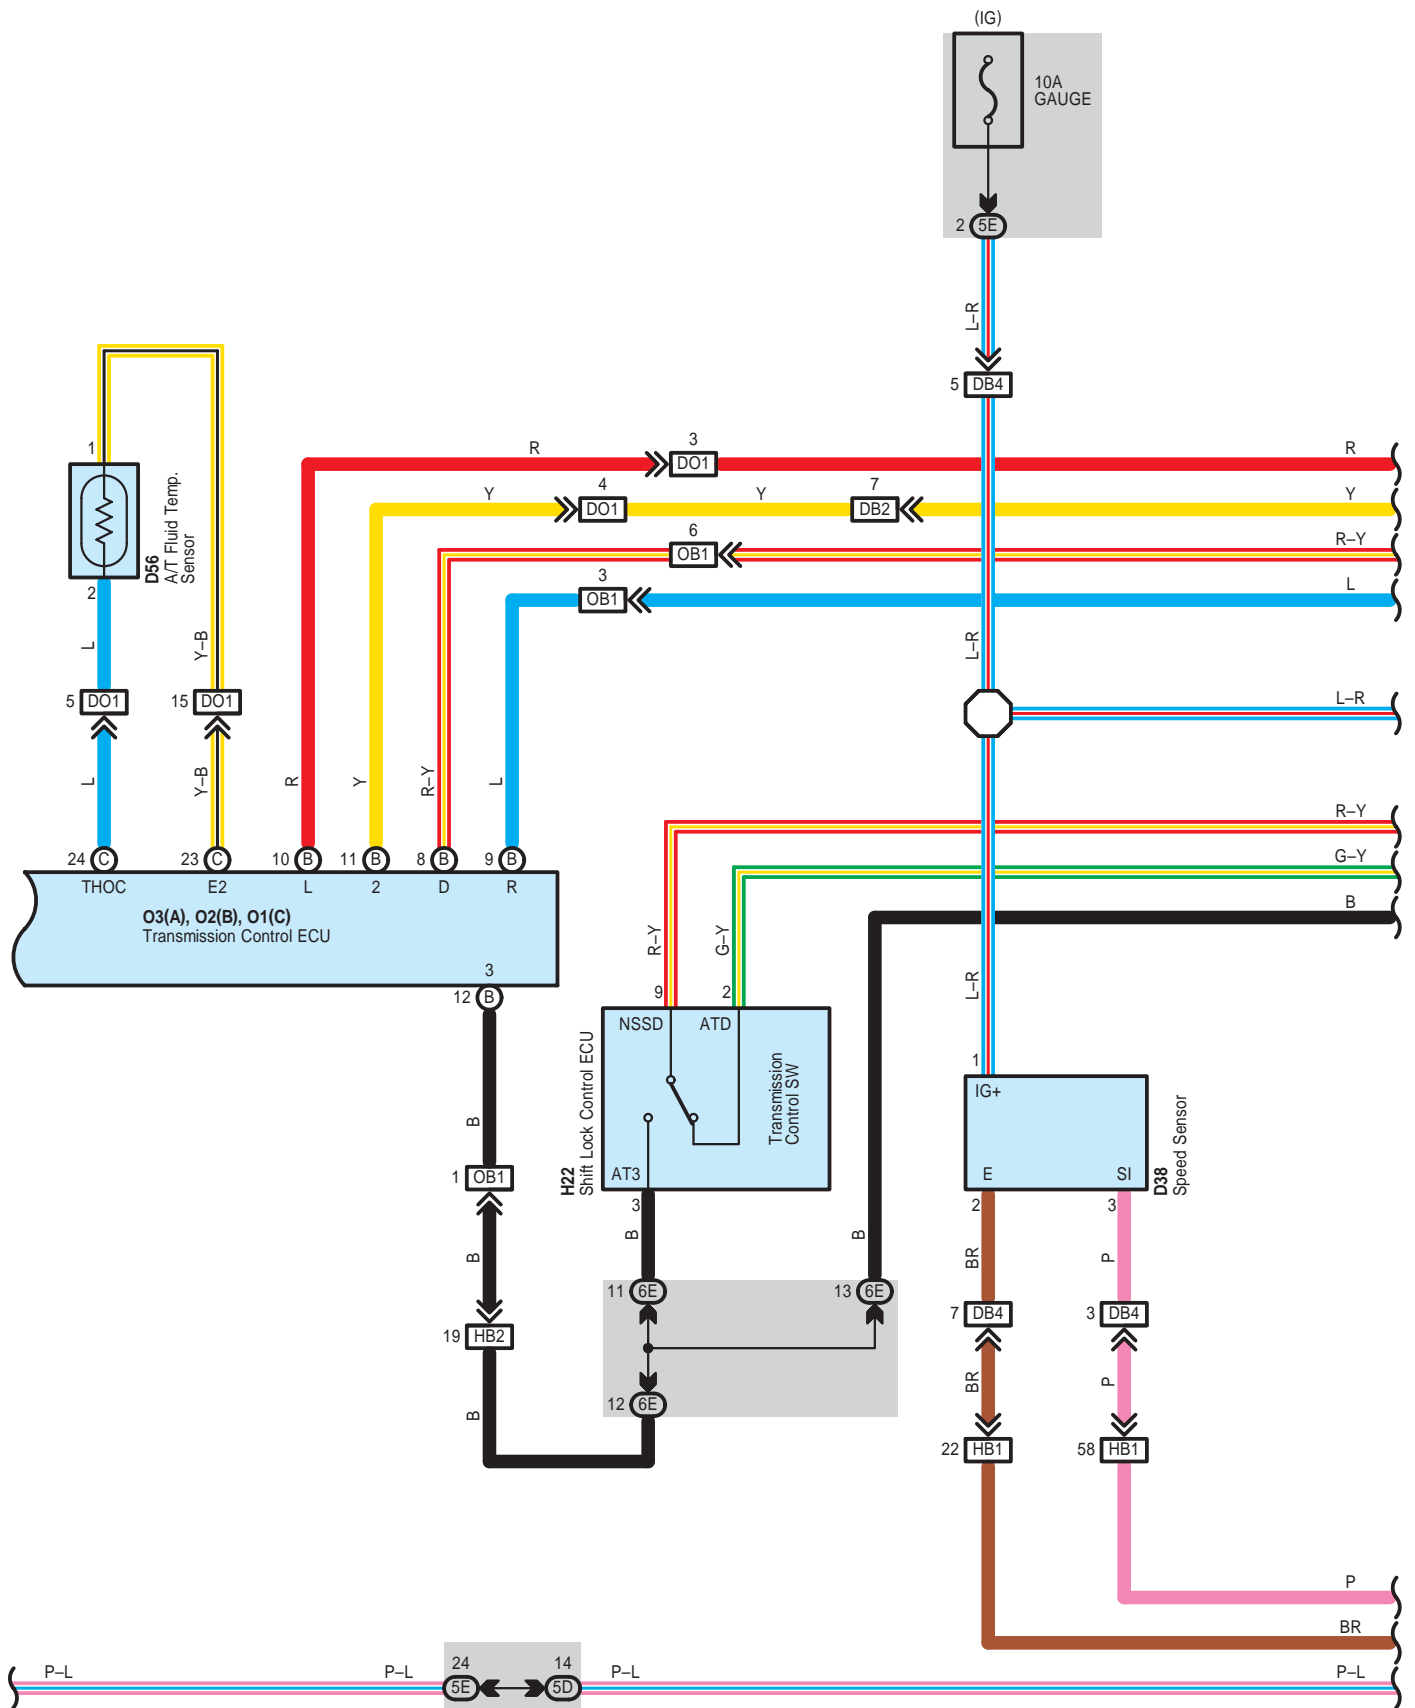 (IG)
10A
GAUGE
2 5E
L–R
5 DB4
R
3
DO1
R
1
Y
4
DO1
Y
7
DB2
Y
6
OB1
R–Y
3
OB1
L
D56
A/T Fluid Temp.
Sensor
2
L
Y–B
L–R
5 DO1
15 DO1
L–R
L
Y–B
R
Y
R–Y
L
R–Y
G–Y
B
24 C
23 C
10 B
11 B
8 B
9 B
THOC
E2
L
2
D
R
O3(A), O2(B), O1(C)
Transmission Control ECU
3
12 B
R–Y
G–Y
L–R
9
2
NSSD
ATD
Transmission
Control SW
AT3
H22
Shift Lock Control ECU
3
1
IG+
E
SI
D38
Speed Sensor
2
3
B
1 OB1
B
B
B
BR
P
11 6E
13 6E
7 DB4
3 DB4
19 HB2
BR
P
12 6E
B
22 HB1
58 HB1
P
BR
P–L
P–L
24
5E
14
5D
P–L
P–L